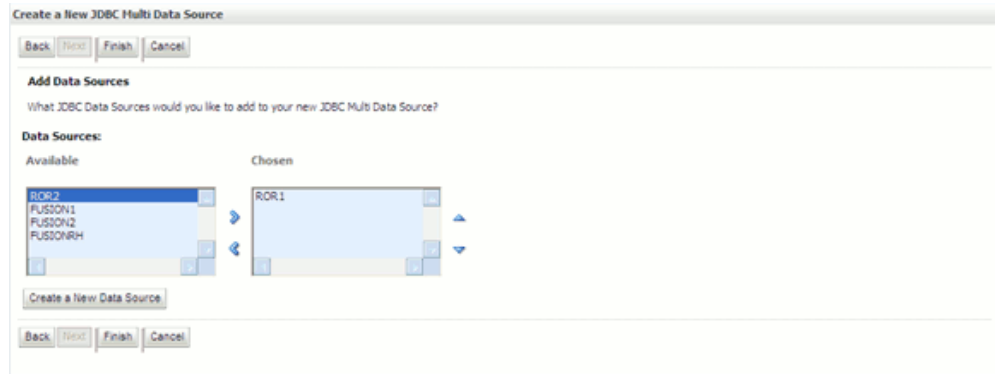 Create a New JDBC Multi Data Source
Back Next Finish Cancel
Add Data Sources
What JDBC Data Sources would you like to add to your new JDBC Multi Data Source?
Data Sources:
Available Chosen
ROR2 ROR1
FUSION1
FUSION2
FUSIONRH
Create a New Data Source
Back Next Finish Cancel